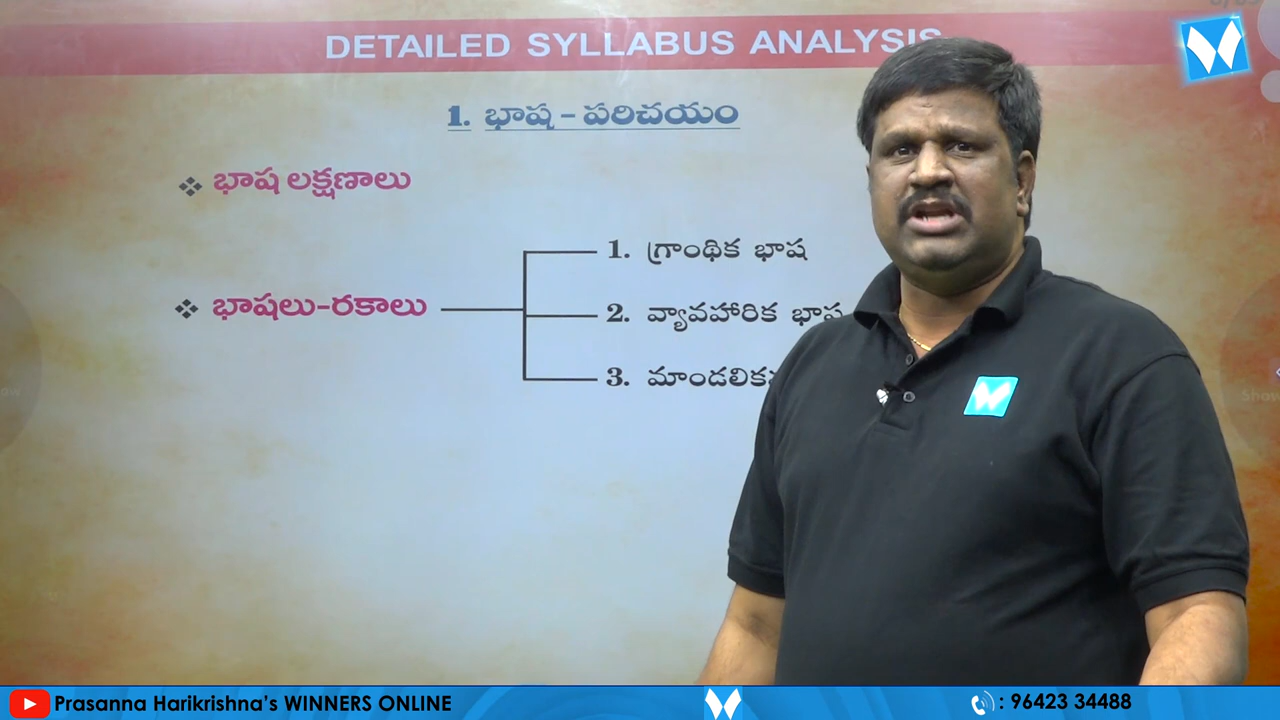 DETAILED SYLLABUS ANALYSIS
1. భాష - పరిచయం
❖ భాష లక్షణాలు
1. గ్రాంథిక భాష
❖ భాషలు-రకాలు
2. వ్యావహారిక భాష
3.
Prasanna Harikrishna's WINNERS ONLINE
: 96423 34488